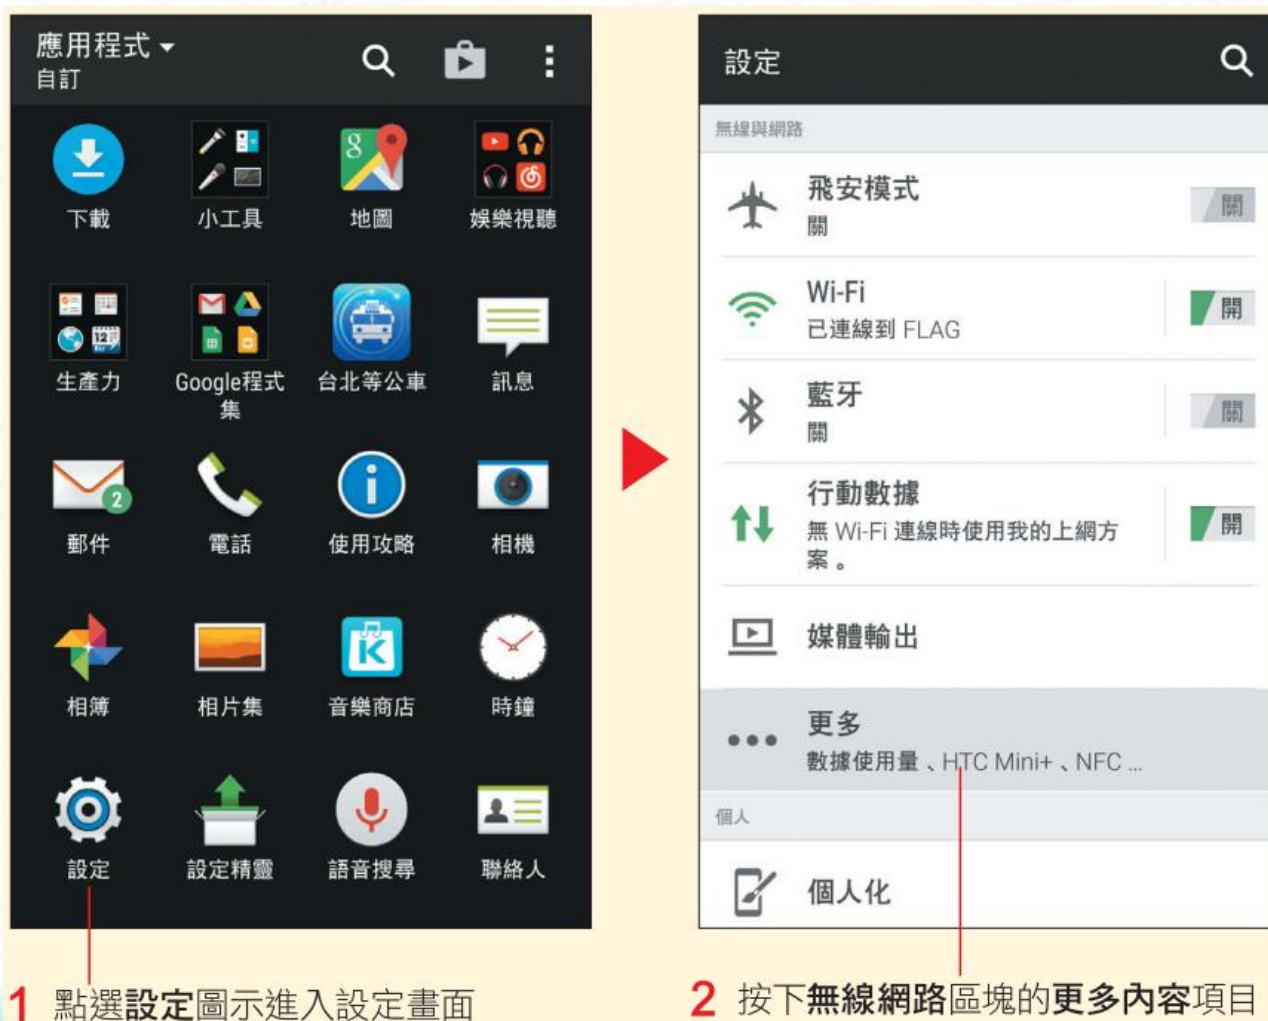 應用程式
自訂
下載
小工具
地圖
娛樂視聽
生產力
Google程式
集
台北等公車
訊息
2
郵件
電話
使用攻略
相機
相簿
相片集
音樂商店
時鐘
設定
設定精靈
語音搜尋
聯絡人
1 點選設定圖示進入設定畫面
設定
無線與網路
飛安模式
關
關
Wi-Fi
已連線到 FLAG
開
藍牙
關
關
行動數據
無 Wi-Fi 連線時使用我的上網方
案。
開
媒體輸出
更多
數據使用量、HTC Mini+、NFC ...
個人
個人化
2 按下無線網路區塊的更多內容項目